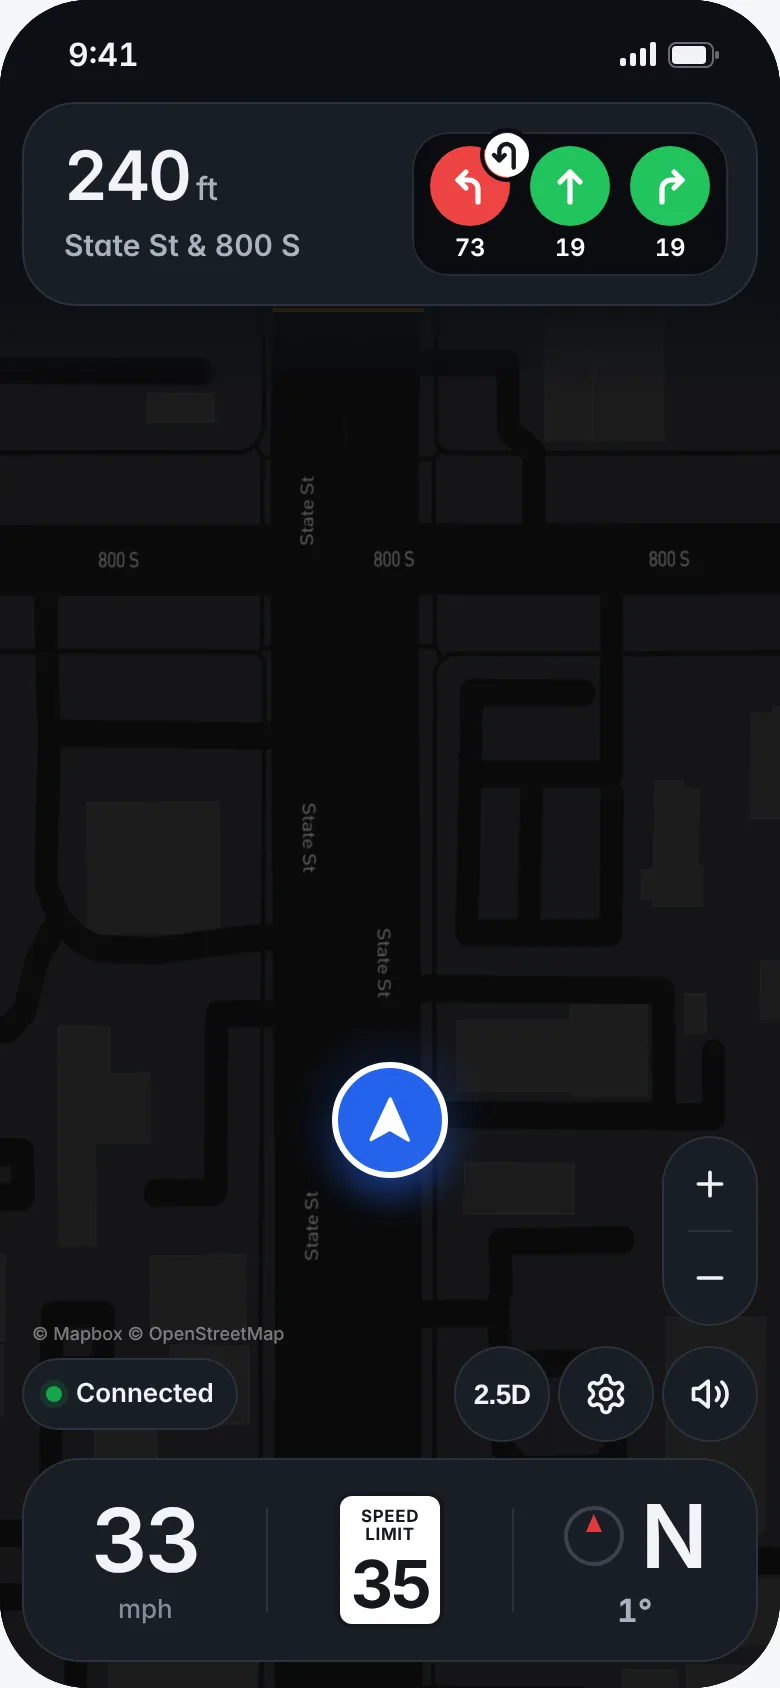 9:41
240 ft
State St & 800 S
73 19 19
State St
800 S 800 S 800 S
State St
State St
State St
© Mapbox © OpenStreetMap
Connected
2.5D
33
mph
SPEED
LIMIT
35
N
1°